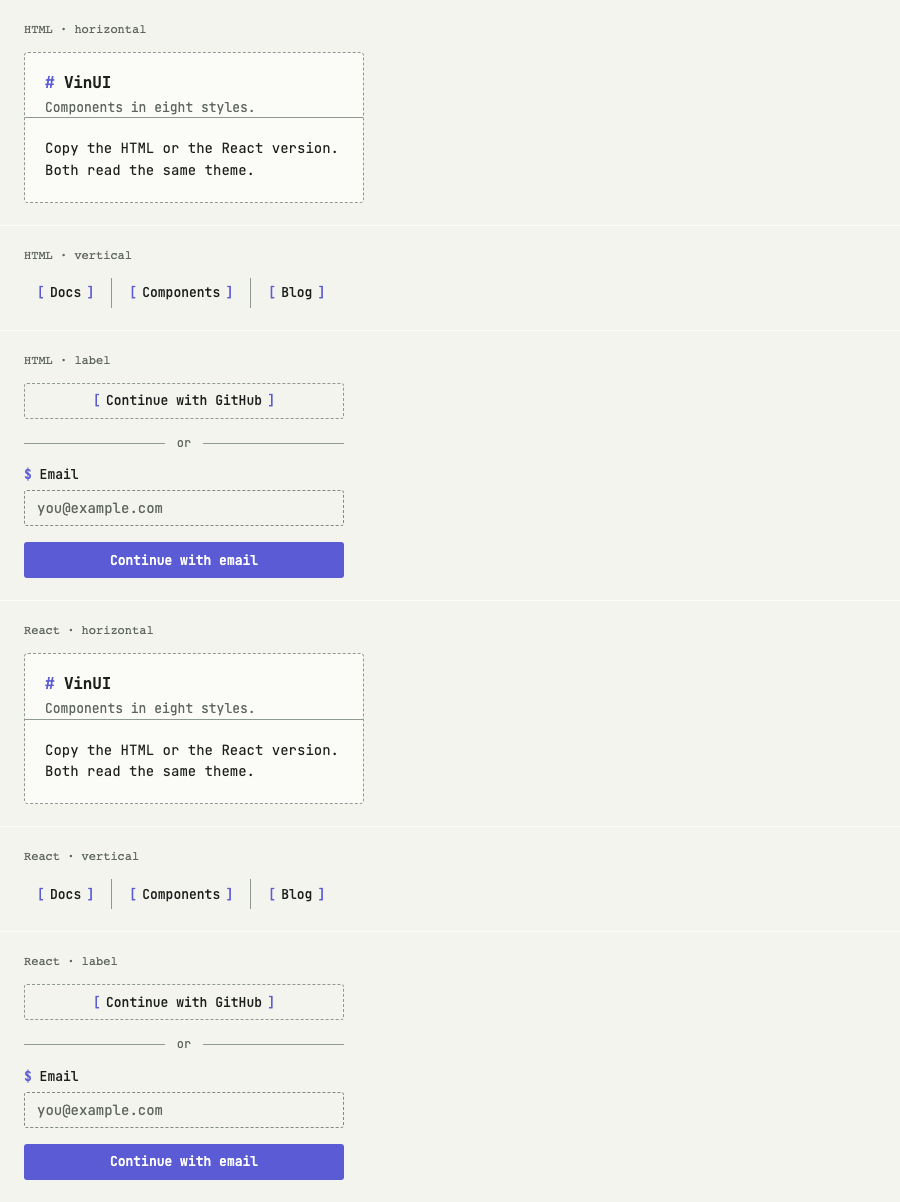 HTML · horizontal
# VinUI
Components in eight styles.
Copy the HTML or the React version.
Both read the same theme.
HTML · vertical
[ Docs ] [ Components ] [ Blog ]
HTML · label
[ Continue with GitHub ]
or
$ Email
you@example.com
Continue with email
React · horizontal
# VinUI
Components in eight styles.
Copy the HTML or the React version.
Both read the same theme.
React · vertical
[ Docs ] [ Components ] [ Blog ]
React · label
[ Continue with GitHub ]
or
$ Email
you@example.com
Continue with email